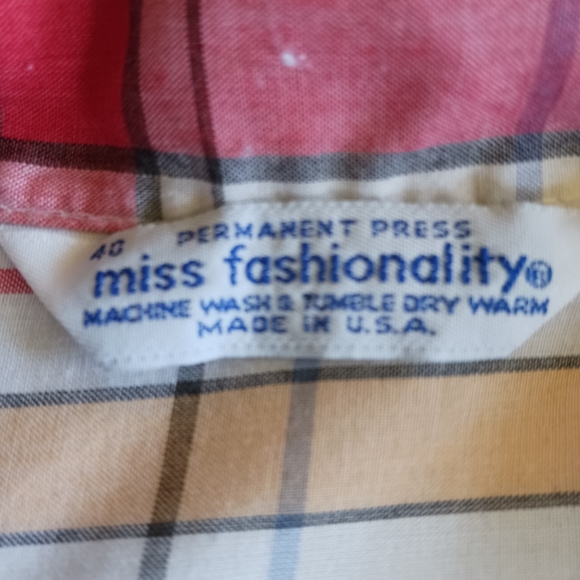 40 PERMANENT PRESS
miss fashionality®
MACHINE WASH & TUMBLE DRY WARM
MADE IN U.S.A.